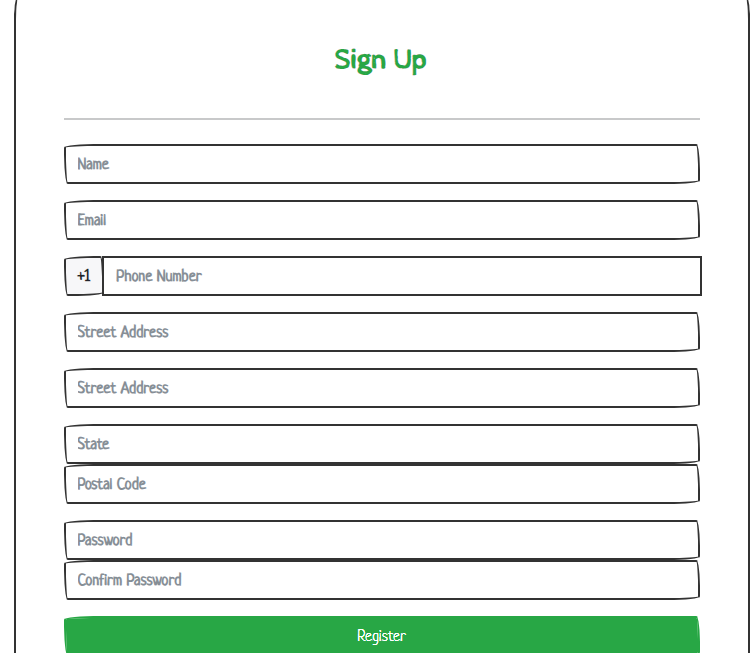 Sign Up
Name
Email
+1 Phone Number
Street Address
Street Address
State
Postal Code
Password
Confirm Password
Register